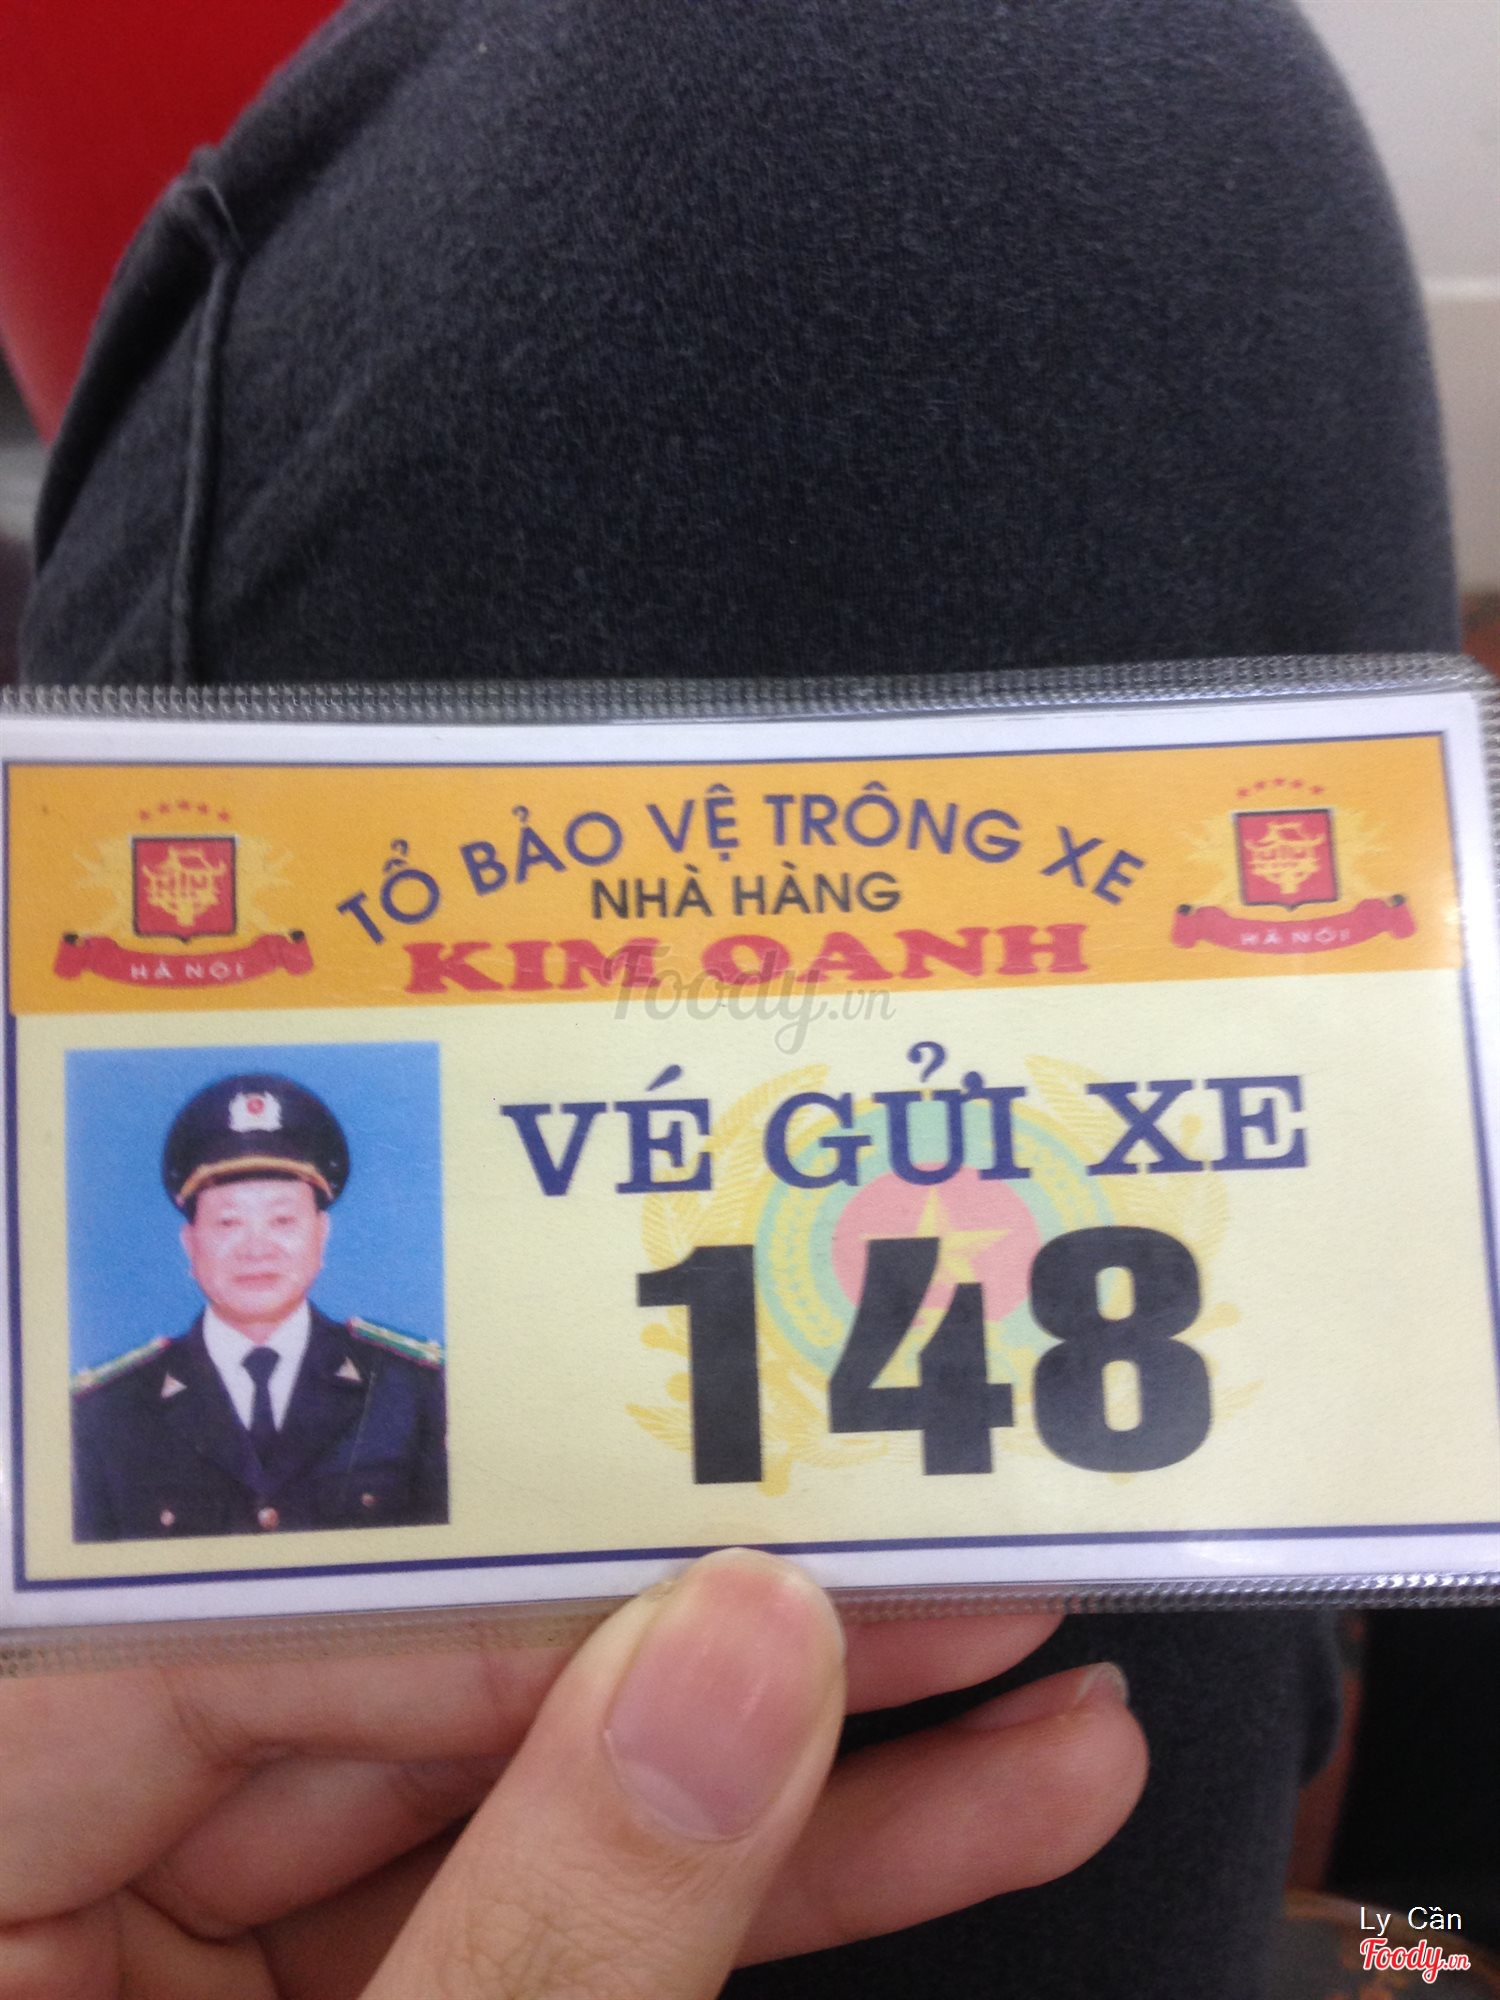 TỔ BẢO VỆ TRÔNG XE
NHÀ HÀNG
KIM OANH
HÀ NỘI
HÀ NỘI
Foody.vn
VÉ GỬI XE
148
Ly Cần
Foody.vn